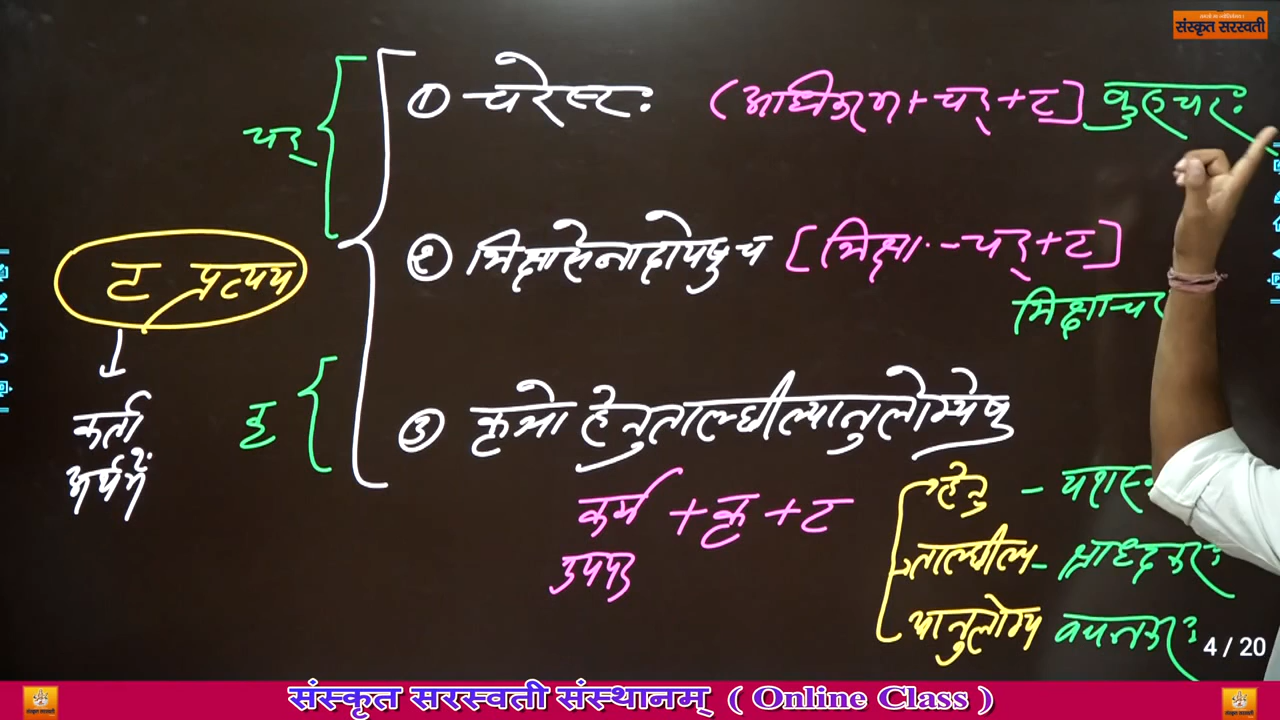 संस्कृत सरस्वती
① चरेष्टः (अधिकरण + चर् + ट] कुरुचरः
चर्
② भिक्षासेनादायेषु च [भिक्षा - चर् + ट]
भिक्षाचर
ट प्रत्यय
कर्ता
अर्थ में
कृ
③ कृञो हेतुताच्छील्यानुलोम्येषु
कर्म + कृ + ट
उपपद
हेतु - यशस्
ताच्छील्य - श्राद्धकरः
आनुलोम्य वचनकरः
4 / 20
संस्कृत सरस्वती संस्थानम् ( Online Class )